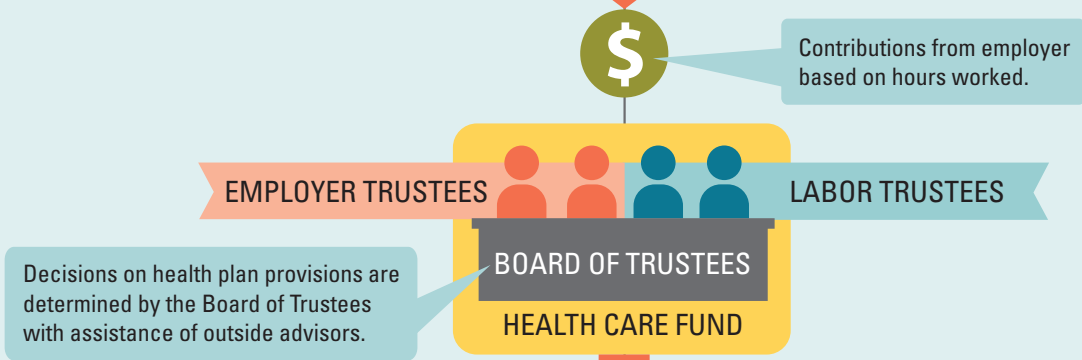 $
Contributions from employer
based on hours worked.
EMPLOYER TRUSTEES
LABOR TRUSTEES
Decisions on health plan provisions are
determined by the Board of Trustees
with assistance of outside advisors.
BOARD OF TRUSTEES
HEALTH CARE FUND